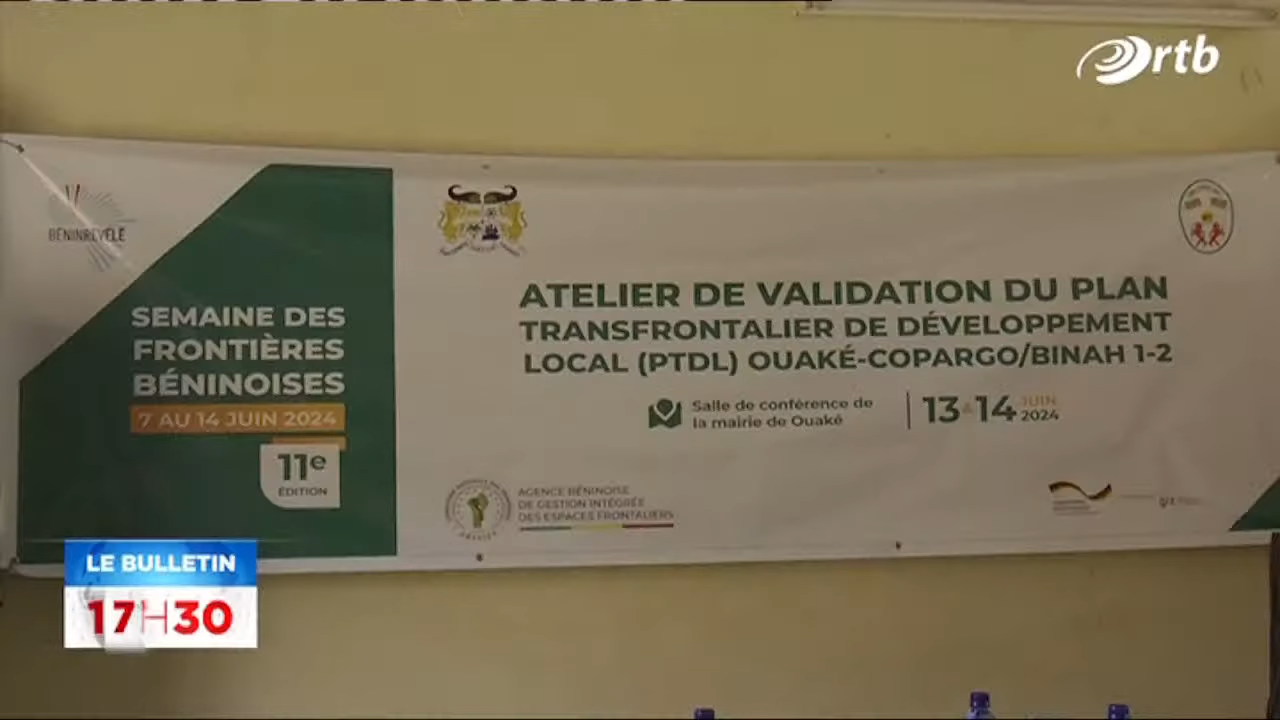 ortb
BÉNINRÉVÉLÉ
SEMAINE DES
FRONTIÈRES
BÉNINOISES
7 AU 14 JUIN 2024
11e
ÉDITION
ATELIER DE VALIDATION DU PLAN
TRANSFRONTALIER DE DÉVELOPPEMENT
LOCAL (PTDL) OUAKÉ-COPARGO/BINAH 1-2
Salle de conférence de
la mairie de Ouaké
13 À 14 JUIN 2024
AGENCE BÉNINOISE
DE GESTION INTÉGRÉE
DES ESPACES FRONTALIERS
giz
LE BULLETIN
17H30